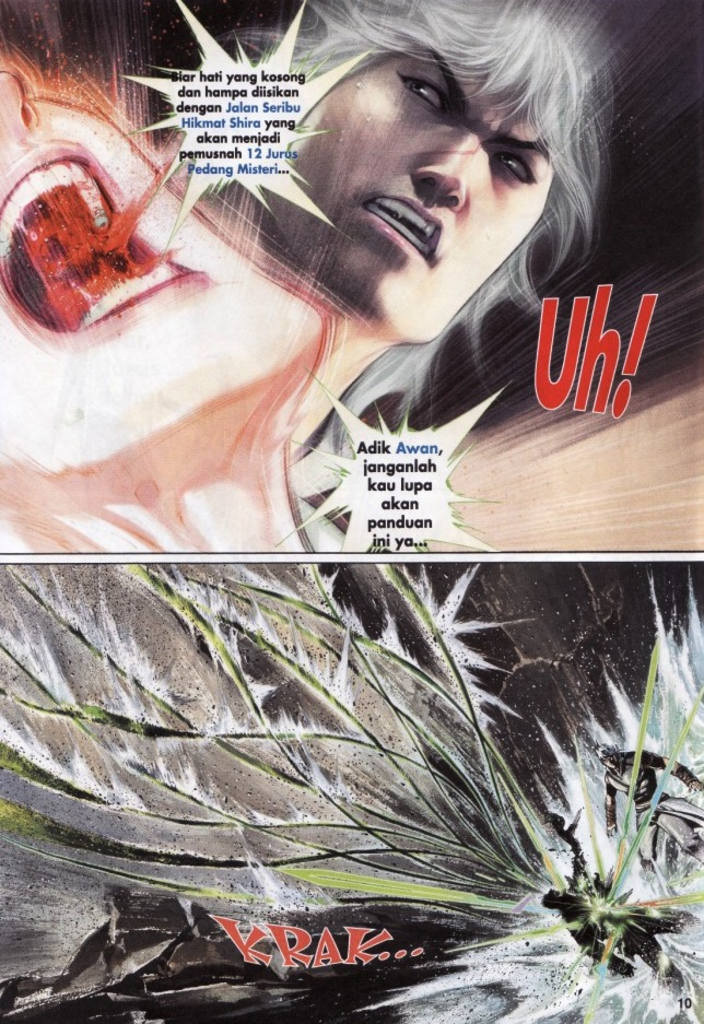 Biar hati yang kosong
dan hampa diisikan
dengan Jalan Seribu
Hikmat Shira yang
akan menjadi
pemusnah 12 Jurus
Pedang Misteri...
Uh!
Adik Awan,
janganlah
kau lupa
akan
panduan
ini ya...
KRAK...
10